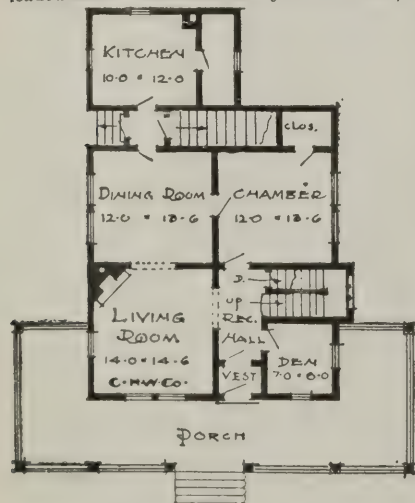 KITCHEN
10-0 * 12-0
CLOS.
DINING ROOM
12-0 * 13-6
CHAMBER
12-0 * 13-6
D.
UP
REC.
HALL
LIVING
ROOM
14-0 * 14-6
C-H-W-CO.
VEST
DEN
7-0 * 8-0
PORCH